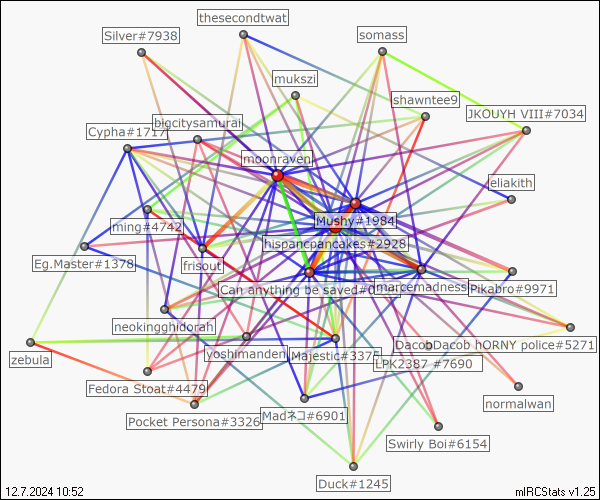 thesecondtwat
Silver#7938
somass
mukszi
shawntee9
JKOUYH VIII#7034
bigcitysamurai
Cypha#1717
moonraven
eliakith
Mushy#1984
ming#4742
hispancpancakes#2928
frisout
Eg.Master#1378
Can anything be saved#0
marcemadness
Pikabro#9971
neokingghidorah
yoshimanden
Majestic#337
DacobDacob hORNY police#5271
zebula
LPK2387 #7690
Fedora Stoat#4479
normalwan
Pocket Persona#3326
Madネコ#6901
Swirly Boi#6154
Duck#1245
12.7.2024 10:52
mIRCStats v1.25